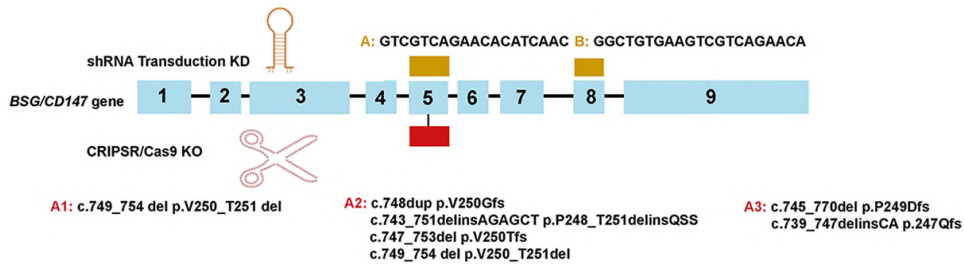 A: GTCGTCAGAACACATCAAC B: GGCTGTGAAGTCGTCAGAACA
shRNA Transduction KD
BSG/CD147 gene
1 2 3 4 5 6 7 8 9
CRIPSR/Cas9 KO
A1: c.749_754 del p.V250_T251 del
A2: c.748dup p.V250Gfs
c.743_751delinsAGAGCT p.P248_T251delinsQSS
c.747_753del p.V250Tfs
c.749_754 del p.V250_T251del
A3: c.745_770del p.P249Dfs
c.739_747delinsCA p.247Qfs